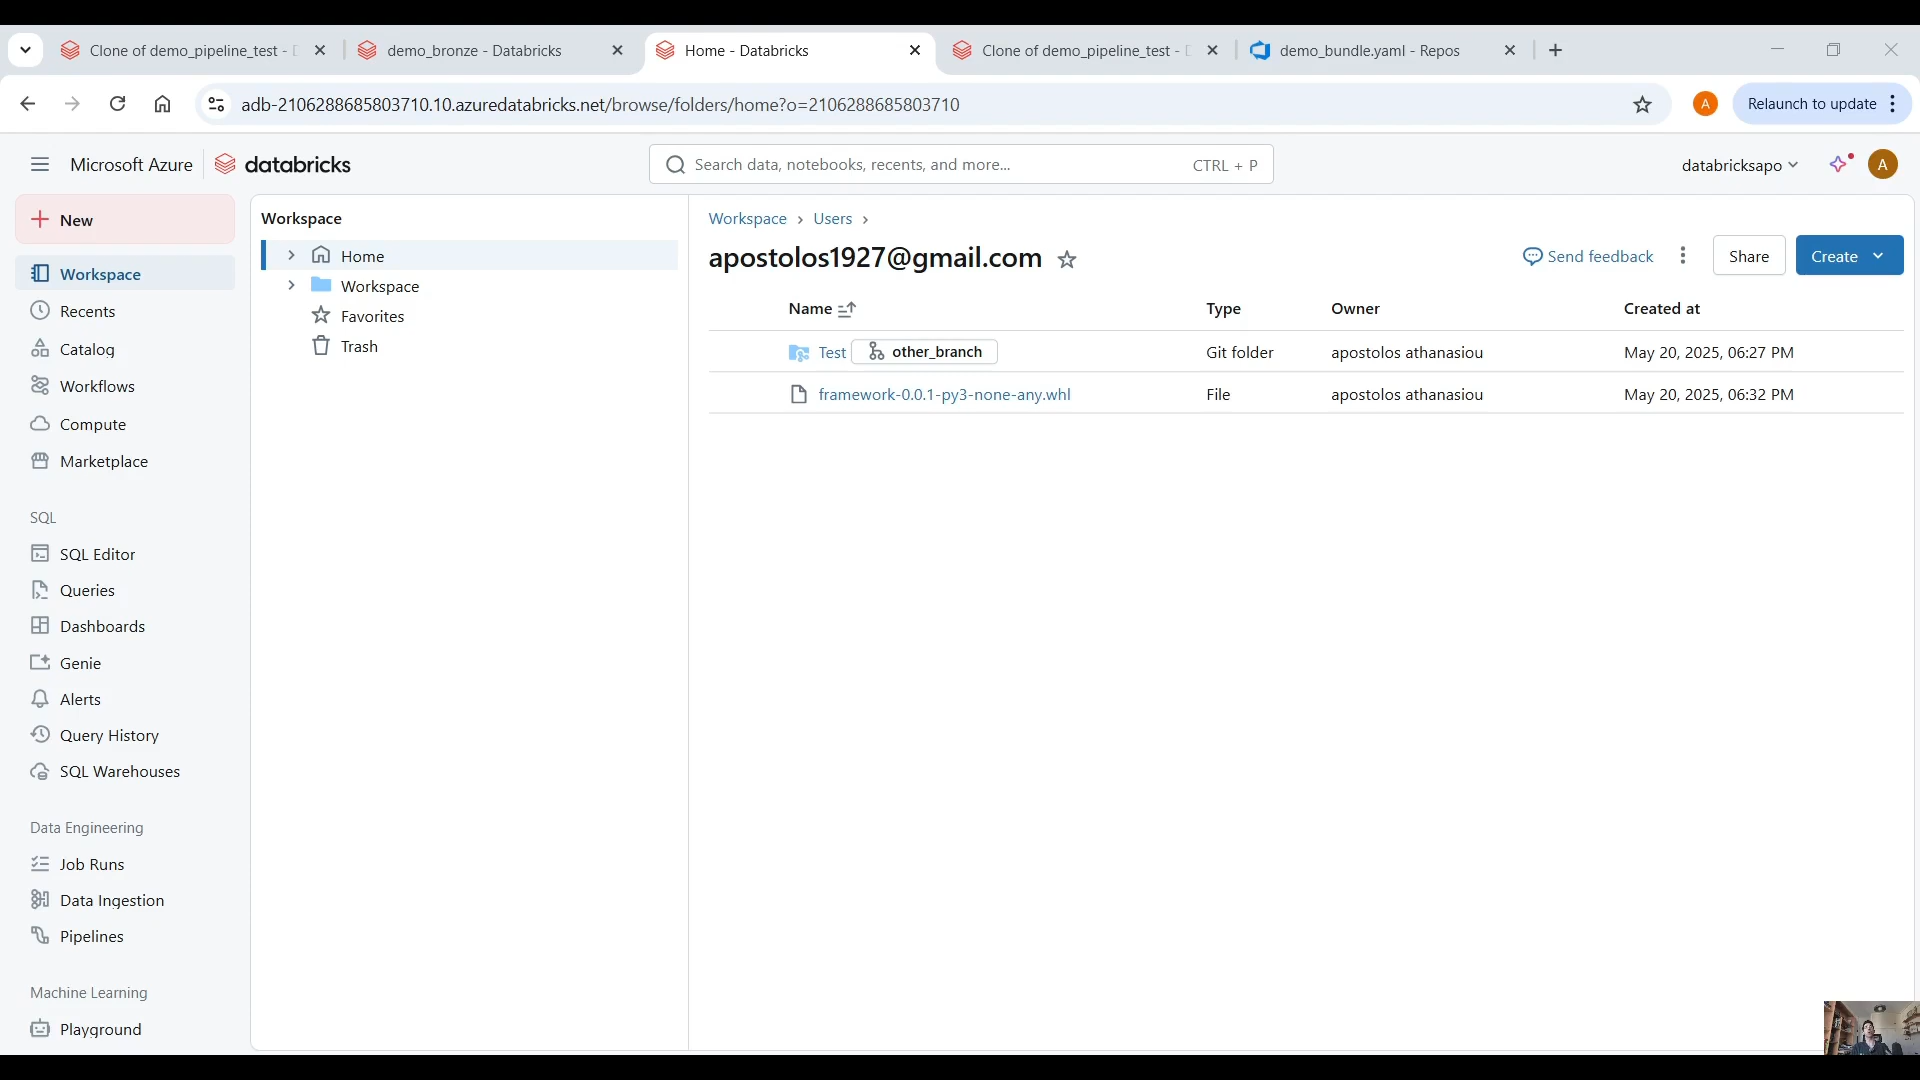 Clone of demo_pipeline_test - D
demo_bronze - Databricks
Home - Databricks
Clone of demo_pipeline_test - D
demo_bundle.yaml - Repos
adb-2106288685803710.10.azuredatabricks.net/browse/folders/home?o=2106288685803710
A
Relaunch to update
Microsoft Azure
databricks
Search data, notebooks, recents, and more...
CTRL + P
databricksapo
A
New
Workspace
Recents
Catalog
Workflows
Compute
Marketplace
SQL
SQL Editor
Queries
Dashboards
Genie
Alerts
Query History
SQL Warehouses
Data Engineering
Job Runs
Data Ingestion
Pipelines
Machine Learning
Playground
Workspace
Home
Workspace
Favorites
Trash
Workspace › Users ›
apostolos1927@gmail.com
Send feedback
Share
Create
Name Type Owner Created at
Test other_branch Git folder apostolos athanasiou May 20, 2025, 06:27 PM
framework-0.0.1-py3-none-any.whl File apostolos athanasiou May 20, 2025, 06:32 PM